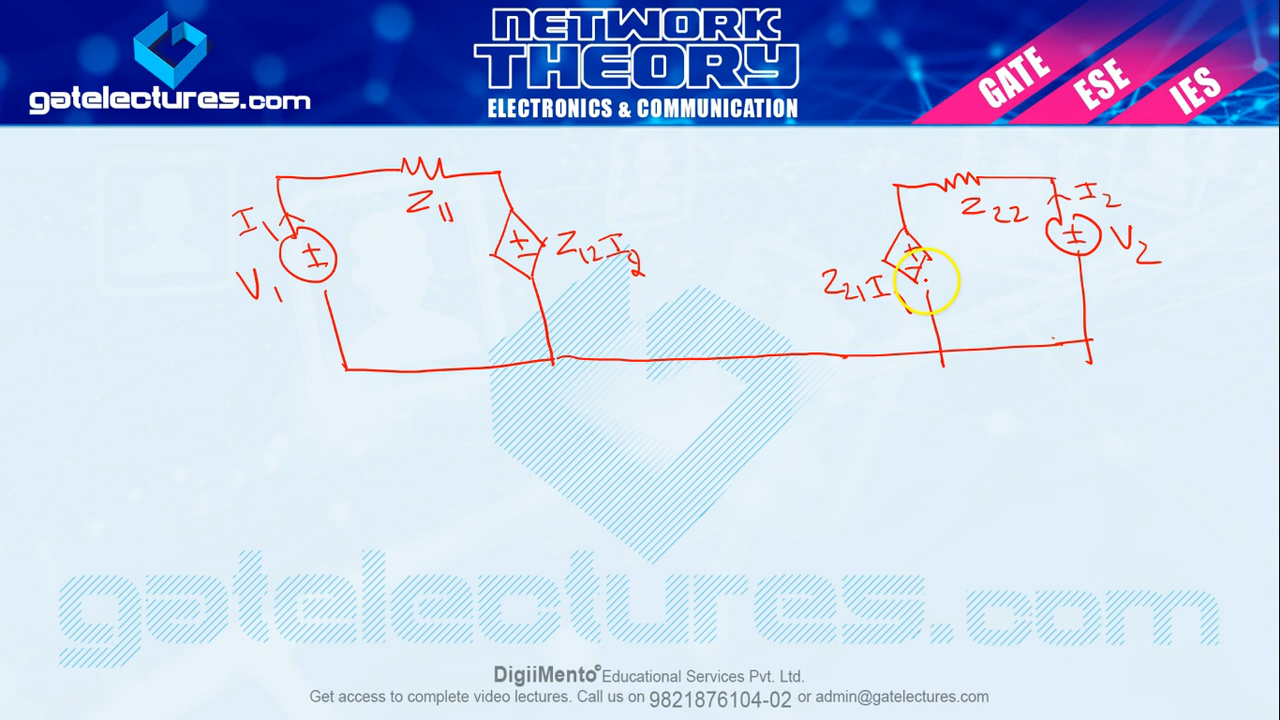 gatelectures.com
NETWORK
THEORY
ELECTRONICS & COMMUNICATION
GATE
ESE
IES
Z11
Z22
I2
I1
V1
Z12I2
Z21I
V2
gatelectures.com
DigiiMento© Educational Services Pvt. Ltd.
Get access to complete video lectures. Call us on 9821876104-02 or admin@gatelectures.com